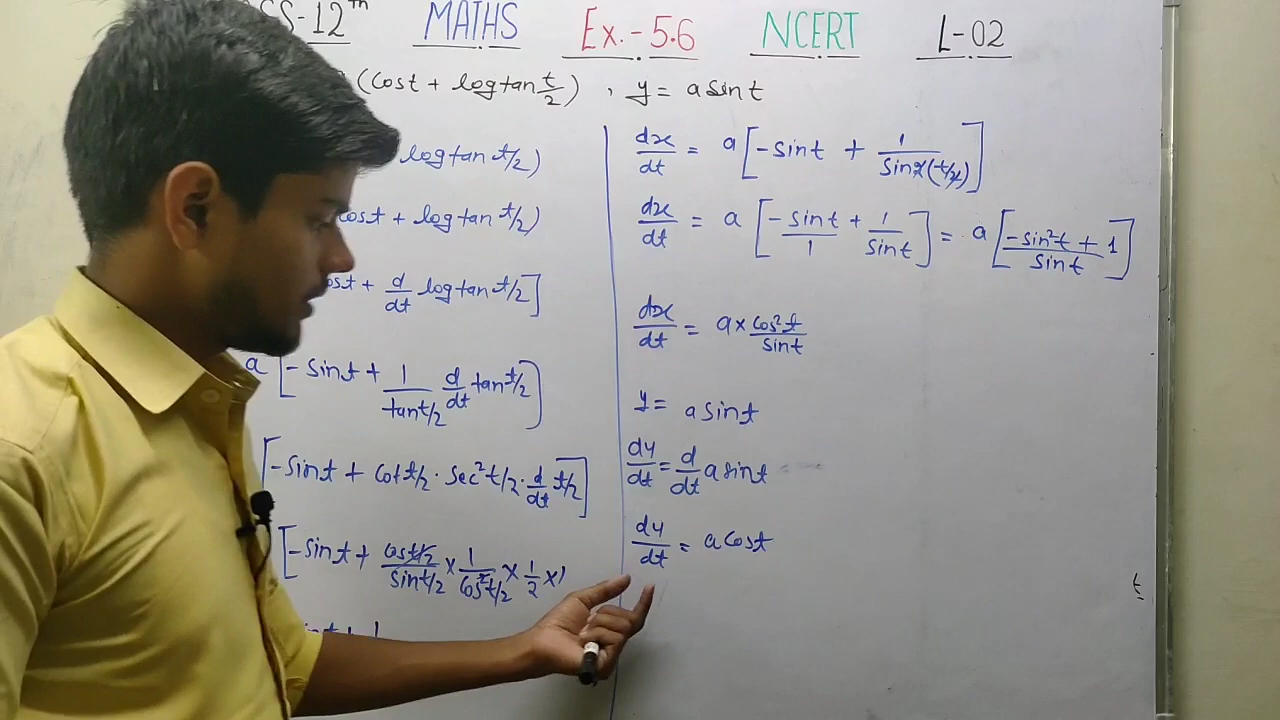 SS-12th MATHS Ex.-5.6 NCERT L-02
(Cost + logtan t/2) , y = a Sin t
logtan t/2)
cost + logtan t/2)
ost + d/dt logtan t/2]
a [- Sint + 1/tant/2 d/dt tan t/2]
[-Sint + Cot t/2 · Sec²t/2 · d/dt t/2]
[-Sint + Cost/2 / Sint/2 × 1/Cos²t/2 × 1/2 × 1
dx/dt = a [-Sint + 1/Sin2(t/2)]
dx/dt = a [-Sint/1 + 1/Sint] = a [-Sin²t + 1 / Sint]
dx/dt = a × Cos²t/Sint
y = a Sint
dy/dt = d/dt a Sint
dy/dt = a Cost
t